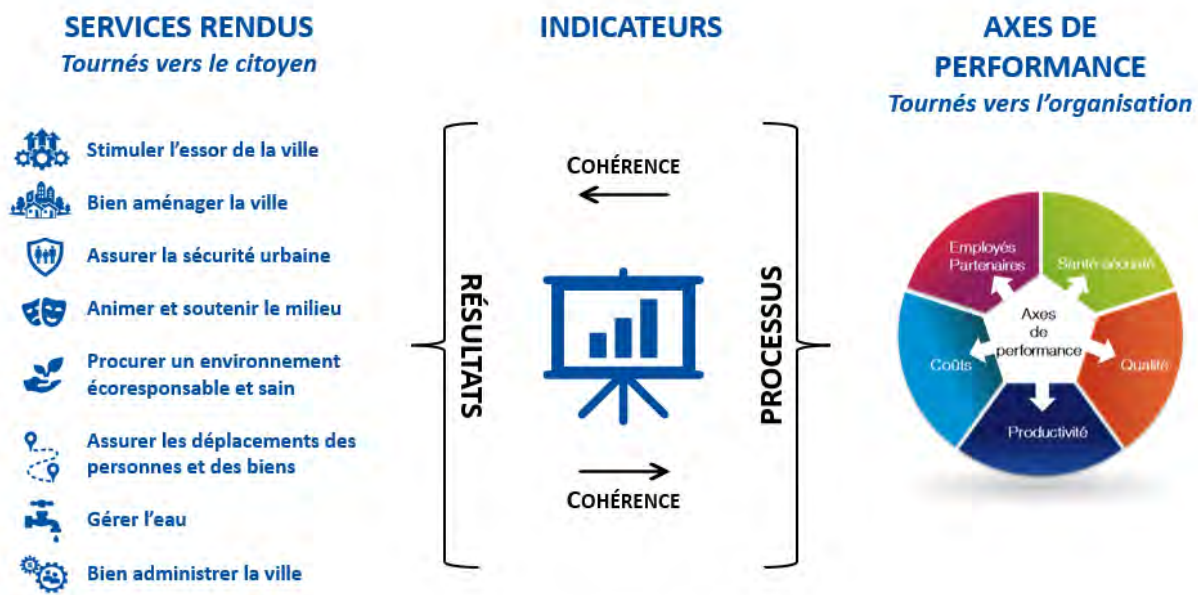 SERVICES RENDUS
Tournés vers le citoyen
Stimuler l'essor de la ville
Bien aménager la ville
Assurer la sécurité urbaine
Animer et soutenir le milieu
Procurer un environnement
écoresponsable et sain
Assurer les déplacements des
personnes et des biens
Gérer l'eau
Bien administrer la ville
INDICATEURS
RÉSULTATS
COHÉRENCE
COHÉRENCE
PROCESSUS
AXES DE
PERFORMANCE
Tournés vers l'organisation
Employés
Partenaires
Santé-sécurité
Axes
de
performance
Coûts
Qualité
Productivité